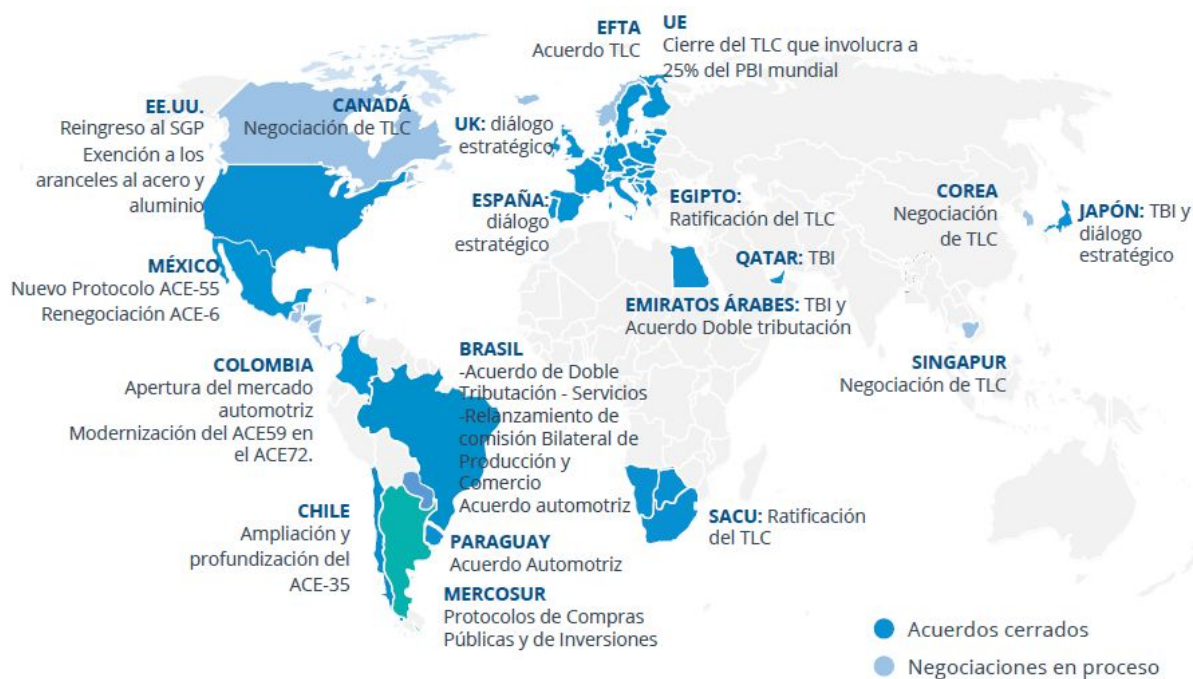 EFTA
Acuerdo TLC
UE
Cierre del TLC que involucra a
25% del PBI mundial
EE.UU.
Reingreso al SGP
Exención a los
aranceles al acero y
aluminio
CANADÁ
Negociación de TLC
UK: diálogo
estratégico
ESPAÑA:
diálogo
estratégico
EGIPTO:
Ratificación del TLC
COREA
Negociación
de TLC
JAPÓN: TBI y
diálogo
estratégico
QATAR: TBI
MÉXICO
Nuevo Protocolo ACE-55
Renegociación ACE-6
EMIRATOS ÁRABES: TBI y
Acuerdo Doble tributación
SINGAPUR
Negociación de TLC
COLOMBIA
Apertura del mercado
automotriz
Modernización del ACE59 en
el ACE72.
BRASIL
-Acuerdo de Doble
Tributación - Servicios
-Relanzamiento de
comisión Bilateral de
Producción y
Comercio
Acuerdo automotriz
CHILE
Ampliación y
profundización del
ACE-35
PARAGUAY
Acuerdo Automotriz
SACU: Ratificación
del TLC
MERCOSUR
Protocolos de Compras
Públicas y de Inversiones
Acuerdos cerrados
Negociaciones en proceso